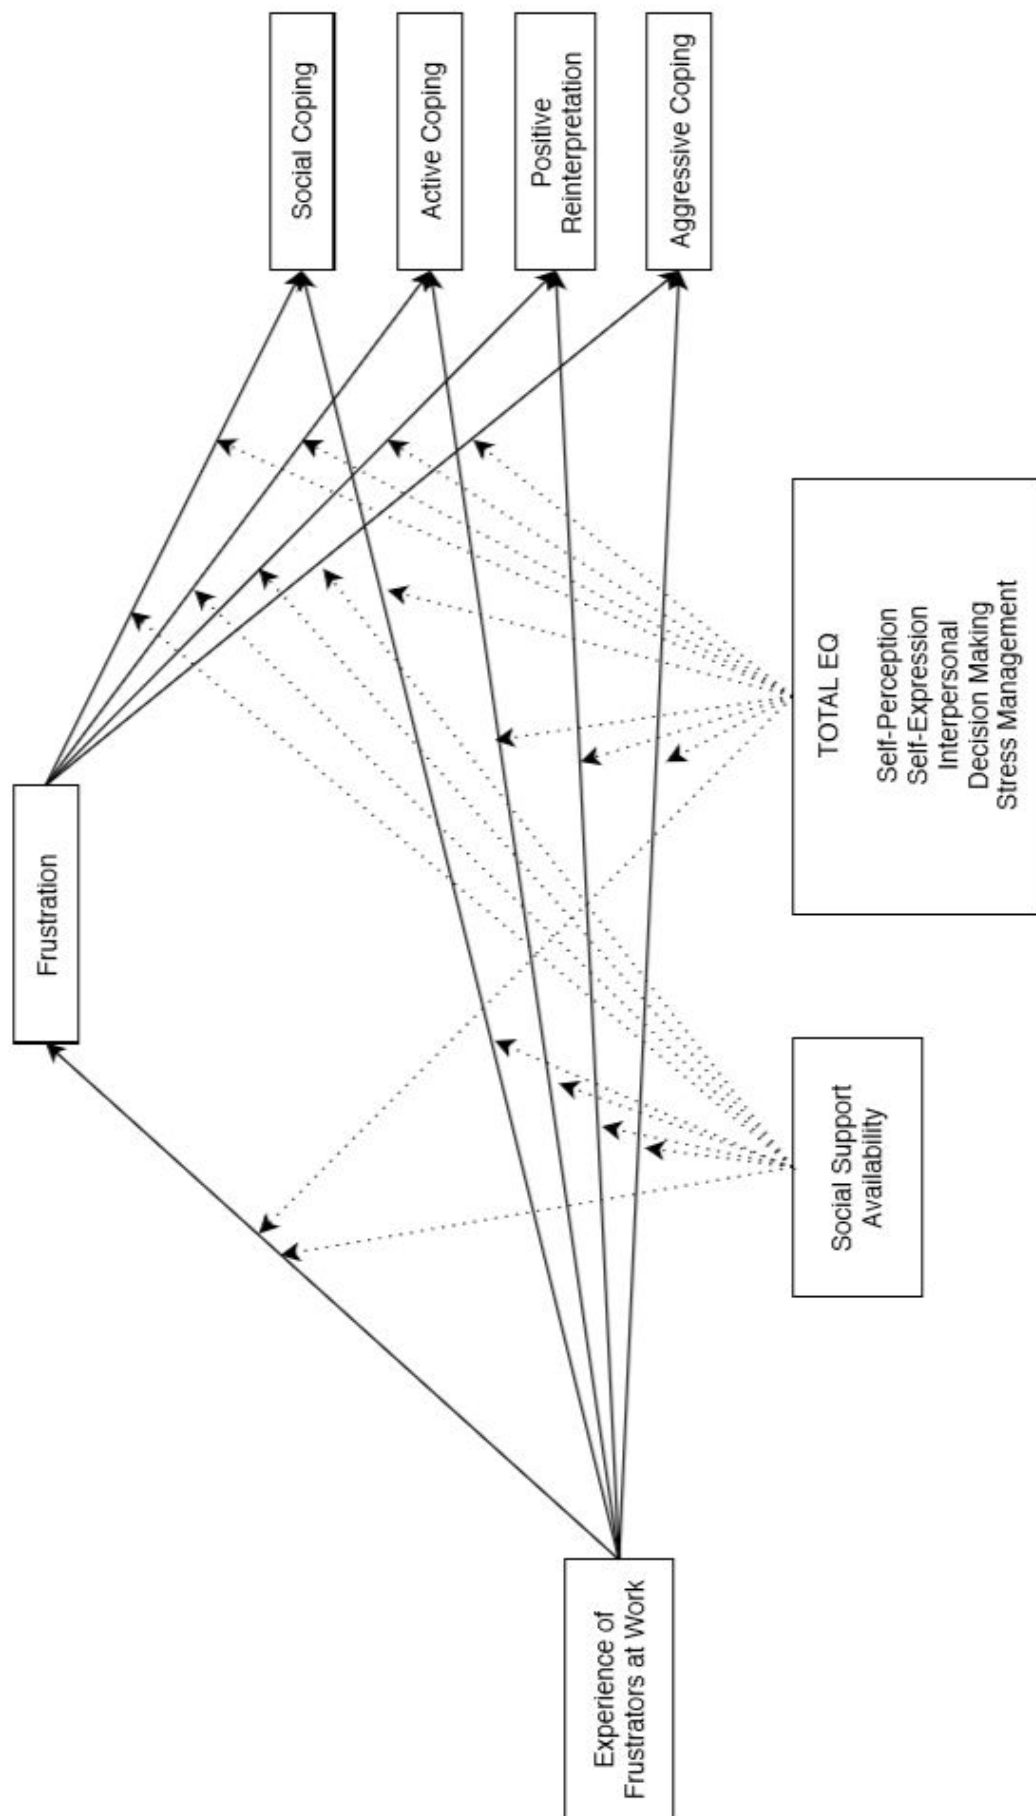 Frustration
Social Coping
Active Coping
Positive
Reinterpretation
Aggressive Coping
Experience of
Frustrators at Work
Social Support
Availability
TOTAL EQ
Self-Perception
Self-Expression
Interpersonal
Decision Making
Stress Management